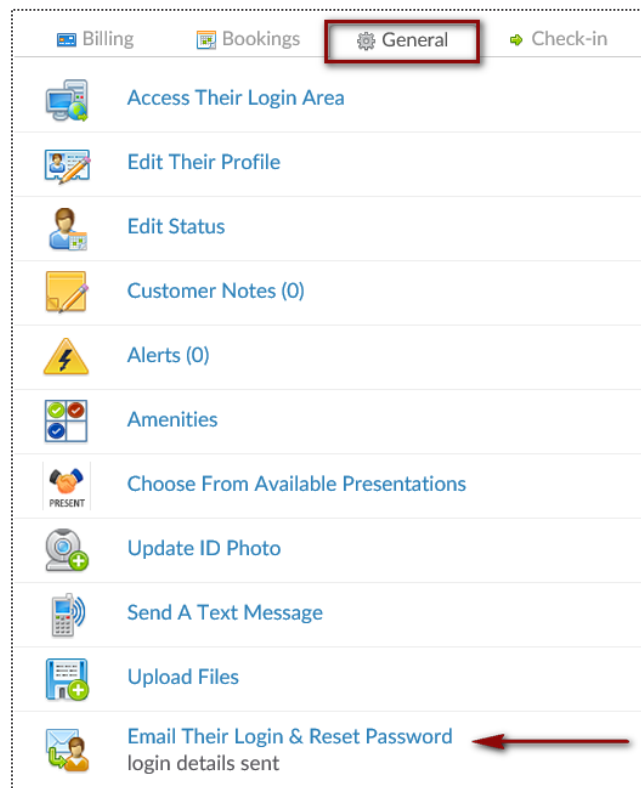 Billing Bookings General Check-in
Access Their Login Area
Edit Their Profile
Edit Status
Customer Notes (0)
Alerts (0)
Amenities
PRESENT
Choose From Available Presentations
Update ID Photo
Send A Text Message
Upload Files
Email Their Login & Reset Password
login details sent